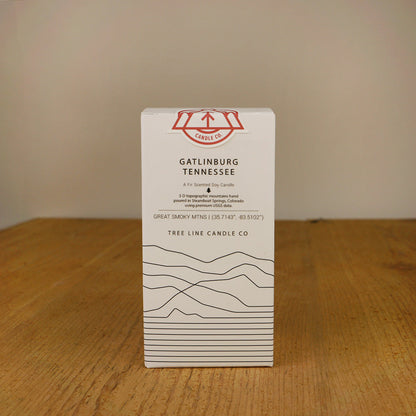 CANDLE CO.
GATLINBURG
TENNESSEE
A Fir Scented Soy Candle
3-D topographic mountains hand
poured in Steamboat Springs, Colorado
using premium USGS data.
GREAT SMOKY MTNS | (35.7143°, -83.5102°)
TREE LINE CANDLE CO